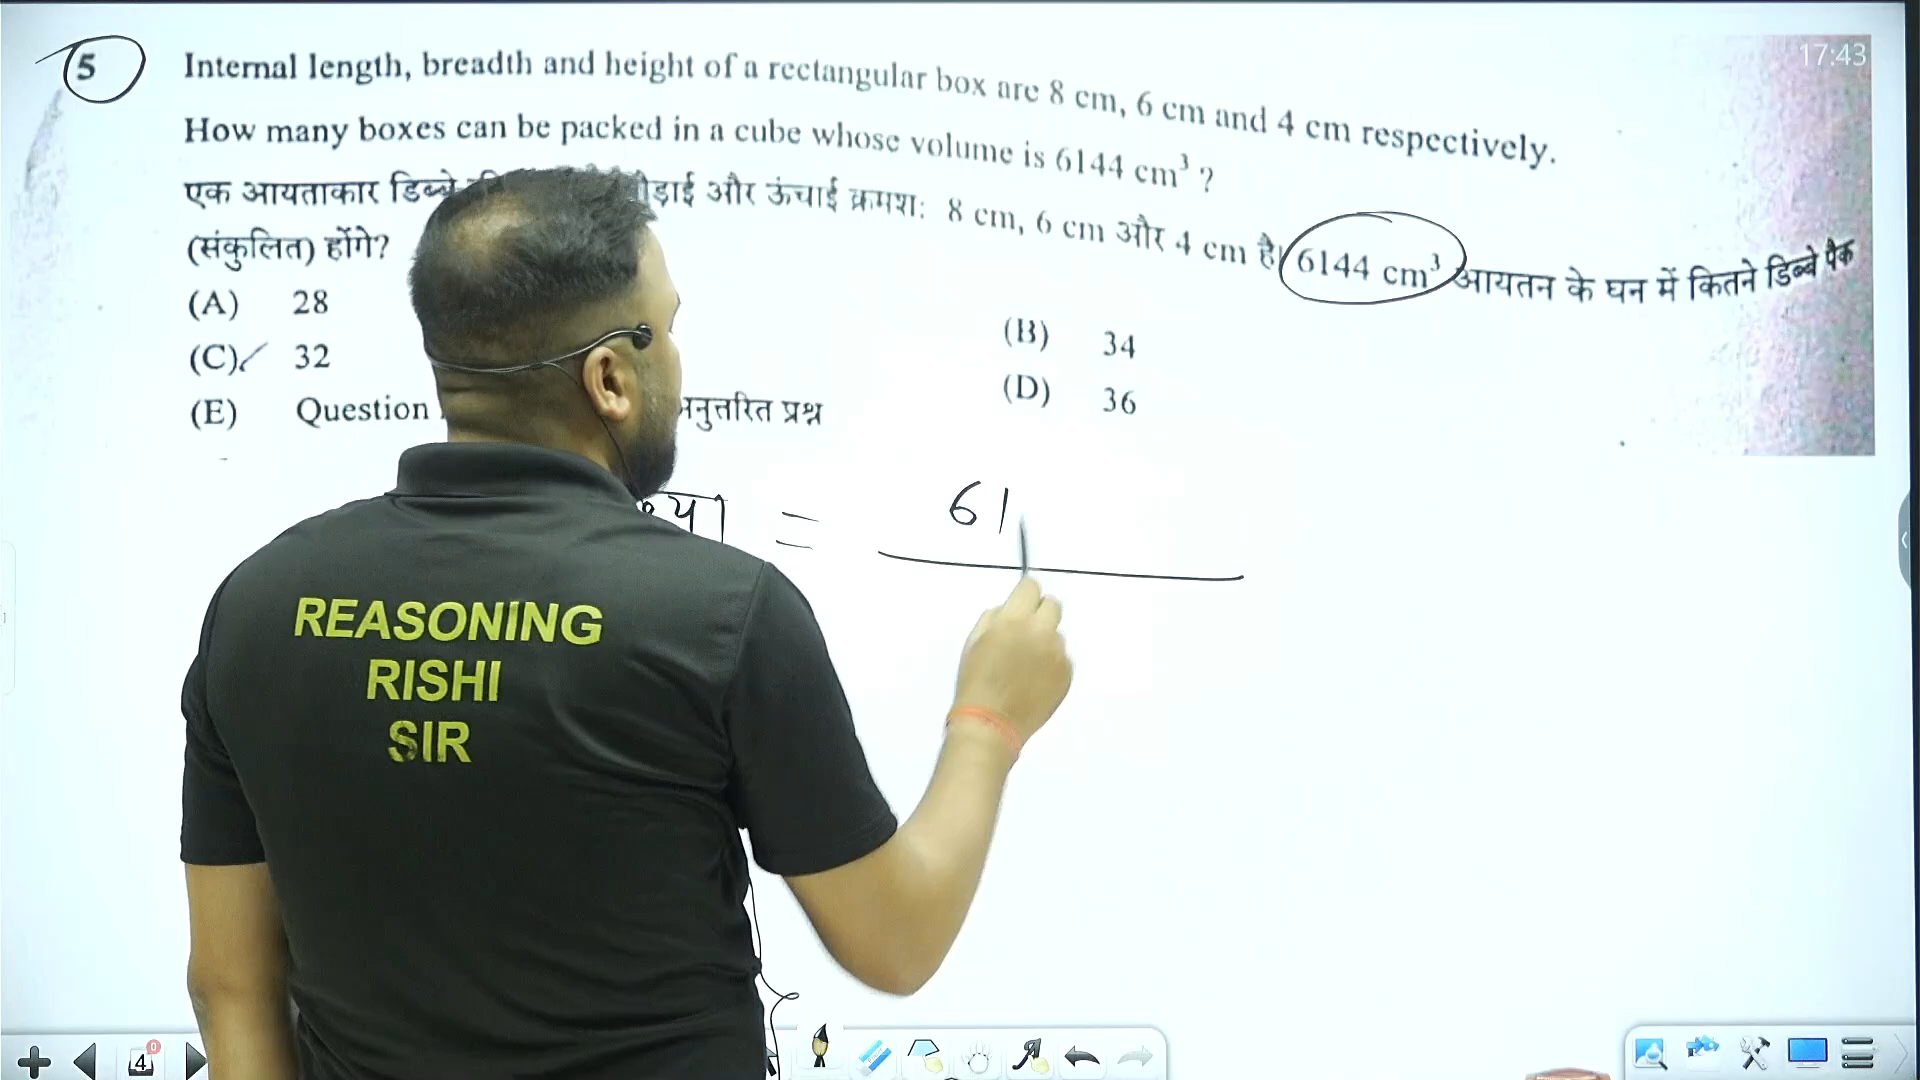 17:43
5 Internal length, breadth and height of a rectangular box are 8 cm, 6 cm and 4 cm respectively.
How many boxes can be packed in a cube whose volume is 6144 cm³ ?
एक आयताकार डिब्बे और ऊंचाई क्रमश: 8 cm, 6 cm और 4 cm है। 6144 cm³ आयतन के घन में कितने डिब्बे पैक
(संकुलित) होंगे?
(A) 28
(B) 34
(C) 32
(D) 36
(E) Question अनुत्तरित प्रश्न
= 61
REASONING
RISHI
SIR
4
0